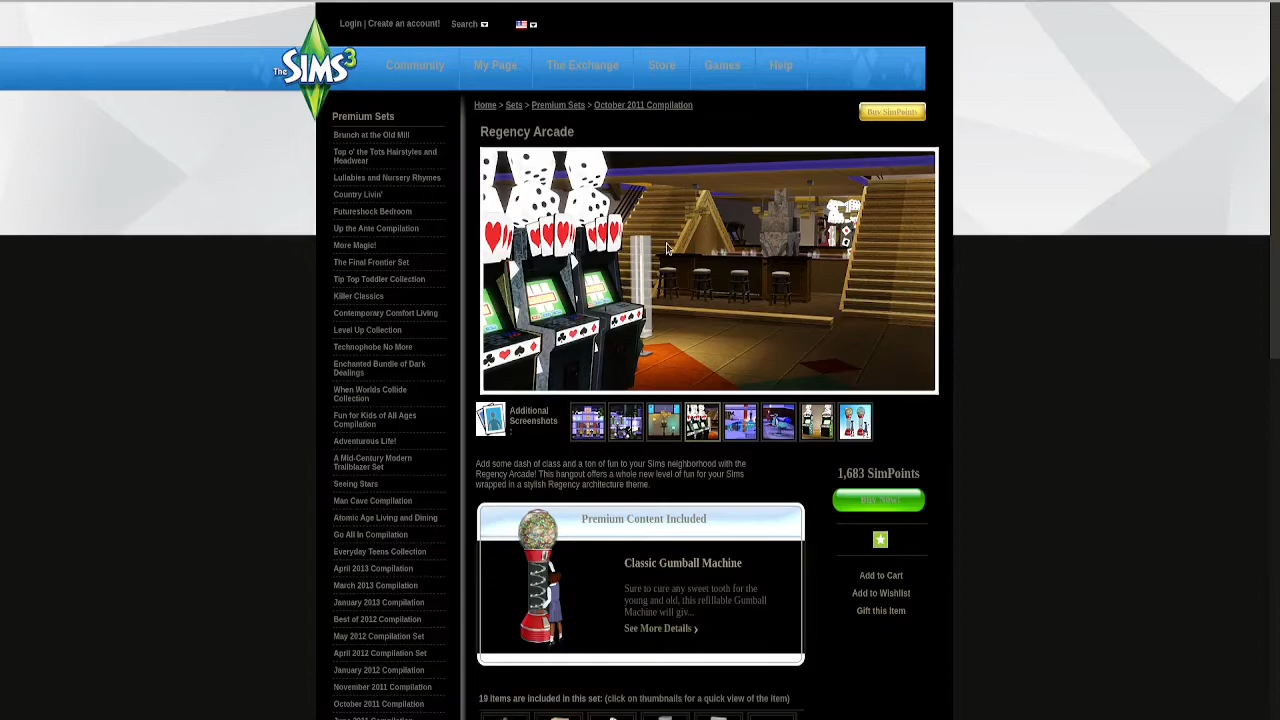 Login | Create an account!
Search
The SIMS 3
Community
My Page
The Exchange
Store
Games
Help
Home > Sets > Premium Sets > October 2011 Compilation
Buy SimPoints
Premium Sets
Brunch at the Old Mill
Top o' the Tots Hairstyles and
Headwear
Lullabies and Nursery Rhymes
Country Livin'
Futureshock Bedroom
Up the Ante Compilation
More Magic!
The Final Frontier Set
Tip Top Toddler Collection
Killer Classics
Contemporary Comfort Living
Level Up Collection
Technophobe No More
Enchanted Bundle of Dark
Dealings
When Worlds Collide
Collection
Fun for Kids of All Ages
Compilation
Adventurous Life!
A Mid-Century Modern
Trailblazer Set
Seeing Stars
Man Cave Compilation
Atomic Age Living and Dining
Go All In Compilation
Everyday Teens Collection
April 2013 Compilation
March 2013 Compilation
January 2013 Compilation
Best of 2012 Compilation
May 2012 Compilation Set
April 2012 Compilation Set
January 2012 Compilation
November 2011 Compilation
October 2011 Compilation
Regency Arcade
Additional
Screenshots
:
Add some dash of class and a ton of fun to your Sims neighborhood with the
Regency Arcade! This hangout offers a whole new level of fun for your Sims
wrapped in a stylish Regency architecture theme.
Premium Content Included
Classic Gumball Machine
Sure to cure any sweet tooth for the
young and old, this refillable Gumball
Machine will giv...
See More Details ›
19 items are included in this set: (click on thumbnails for a quick view of the item)
1,683 SimPoints
Buy Now!
Add to Cart
Add to Wishlist
Gift this Item